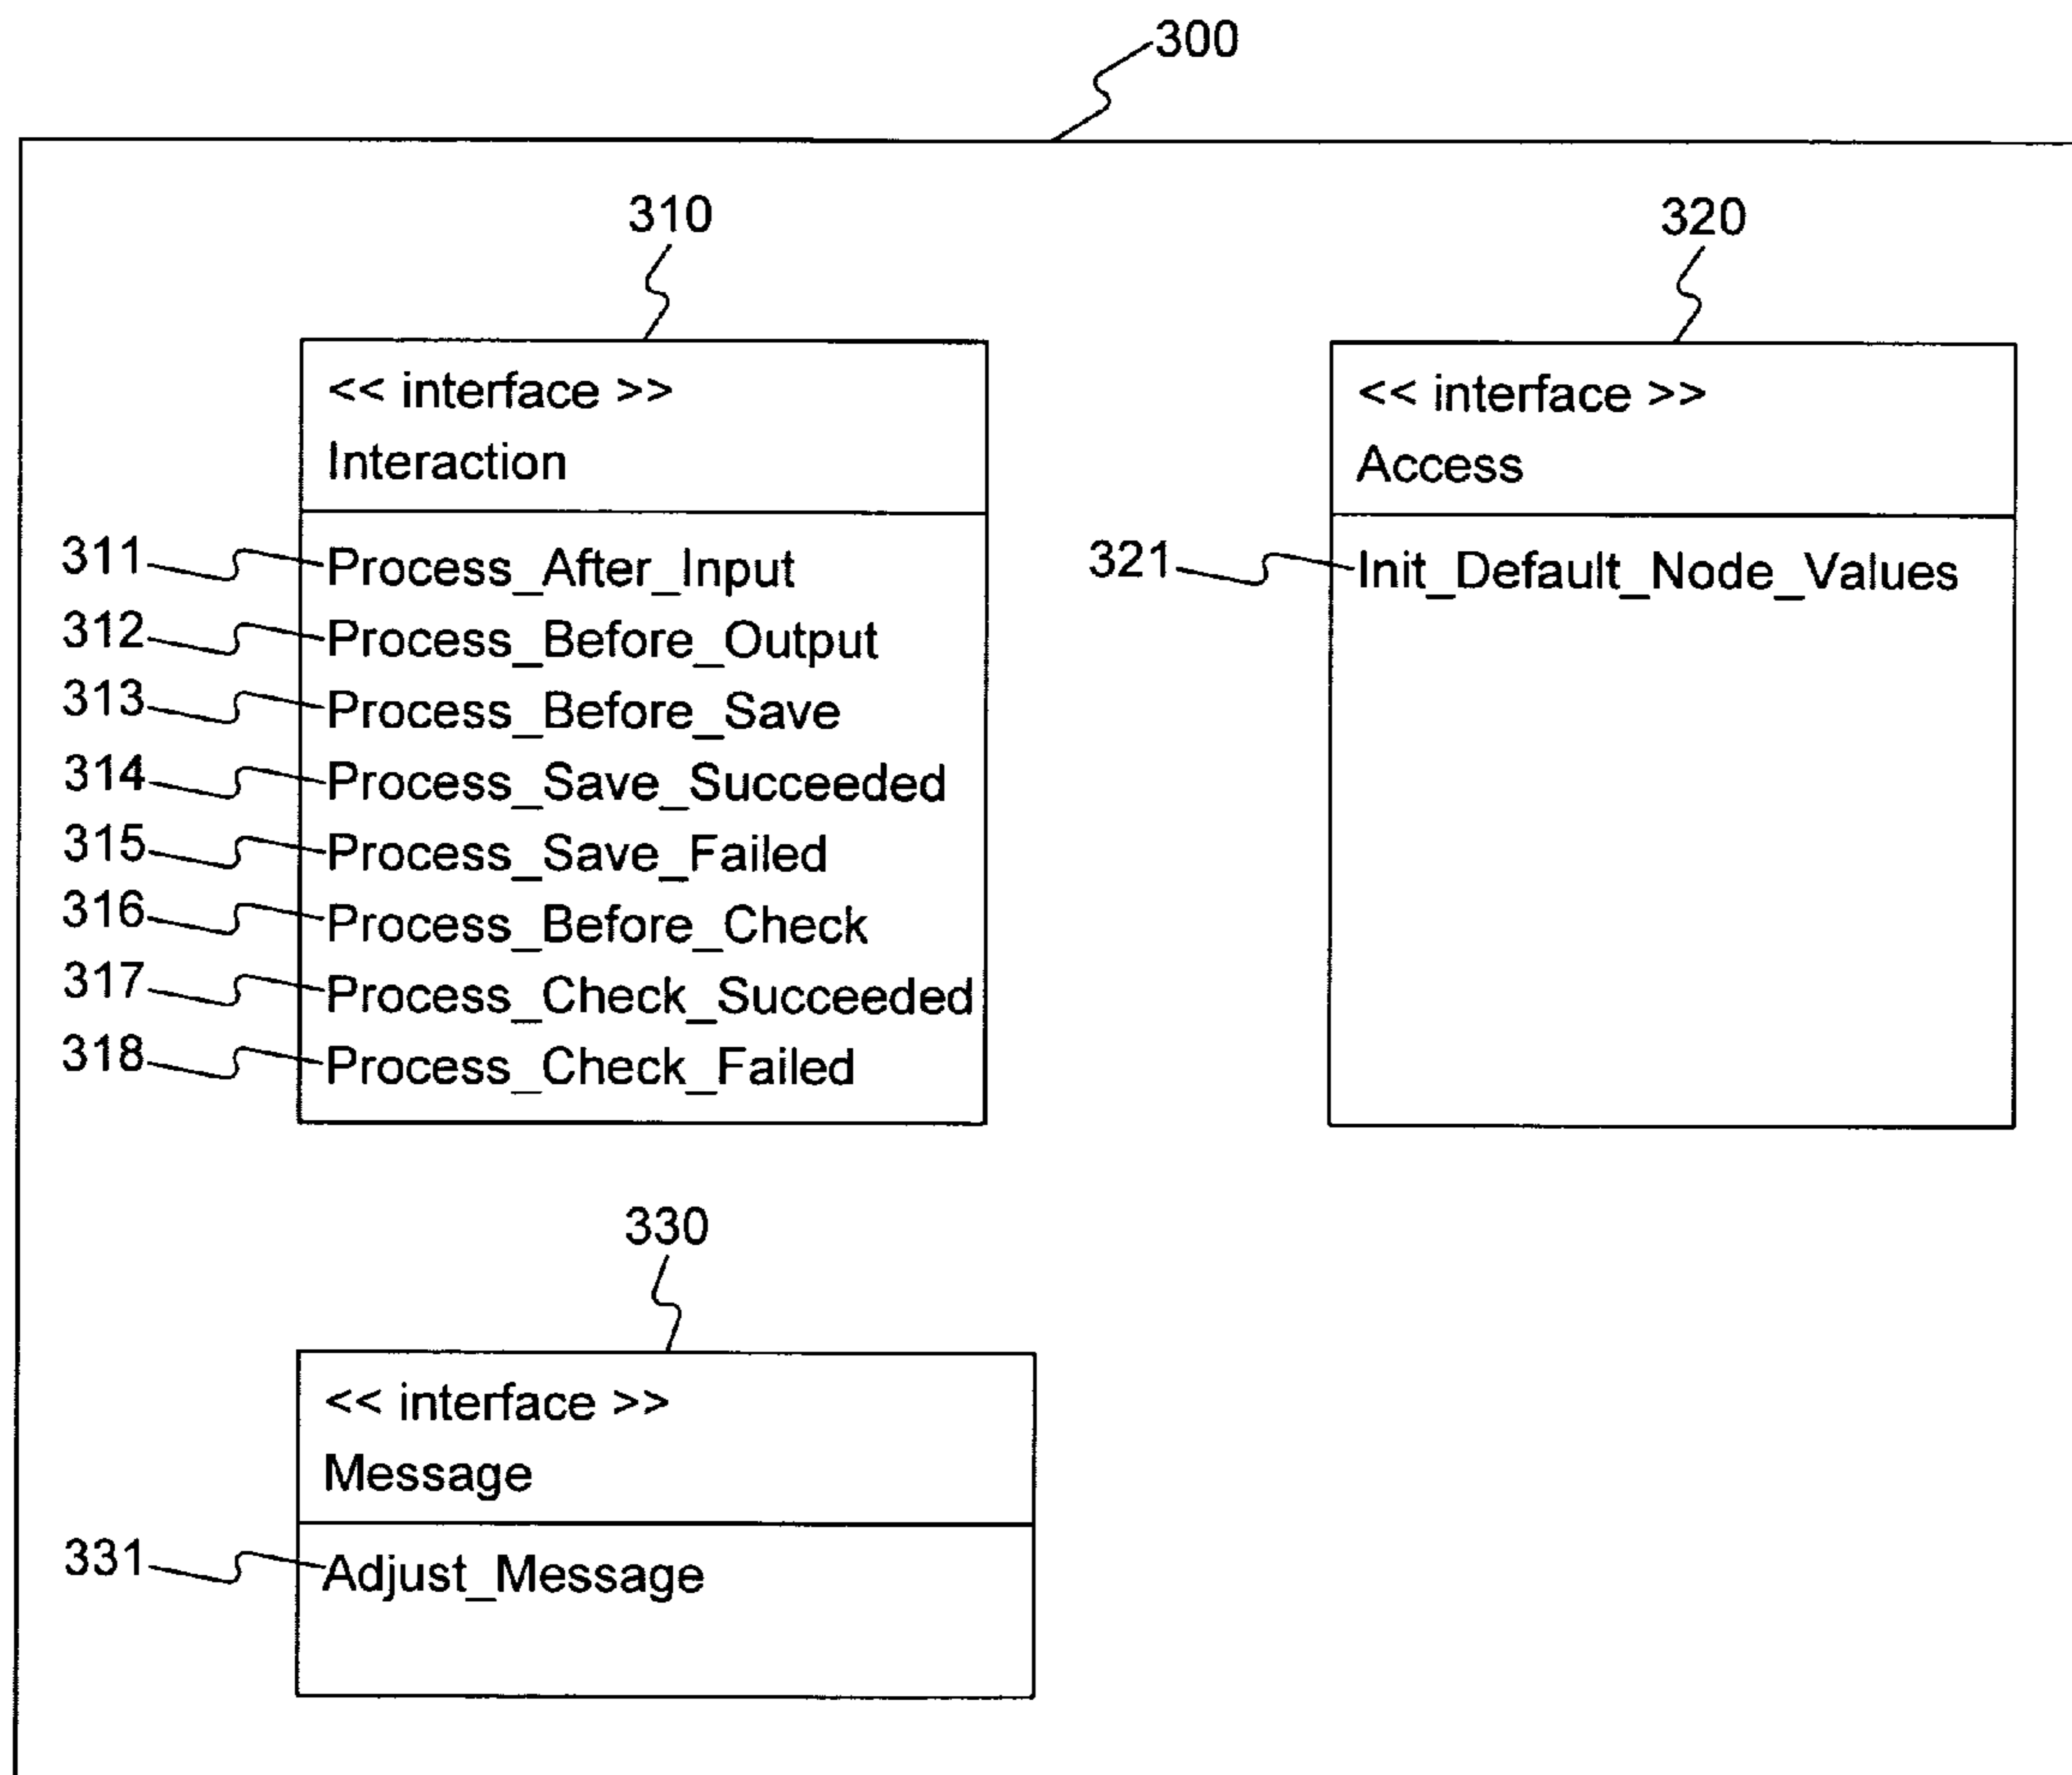 300
310
<< interface >>
Interaction
311 Process_After_Input
312 Process_Before_Output
313 Process_Before_Save
314 Process_Save_Succeeded
315 Process_Save_Failed
316 Process_Before_Check
317 Process_Check_Succeeded
318 Process_Check_Failed
320
<< interface >>
Access
321 Init_Default_Node_Values
330
<< interface >>
Message
331 Adjust_Message